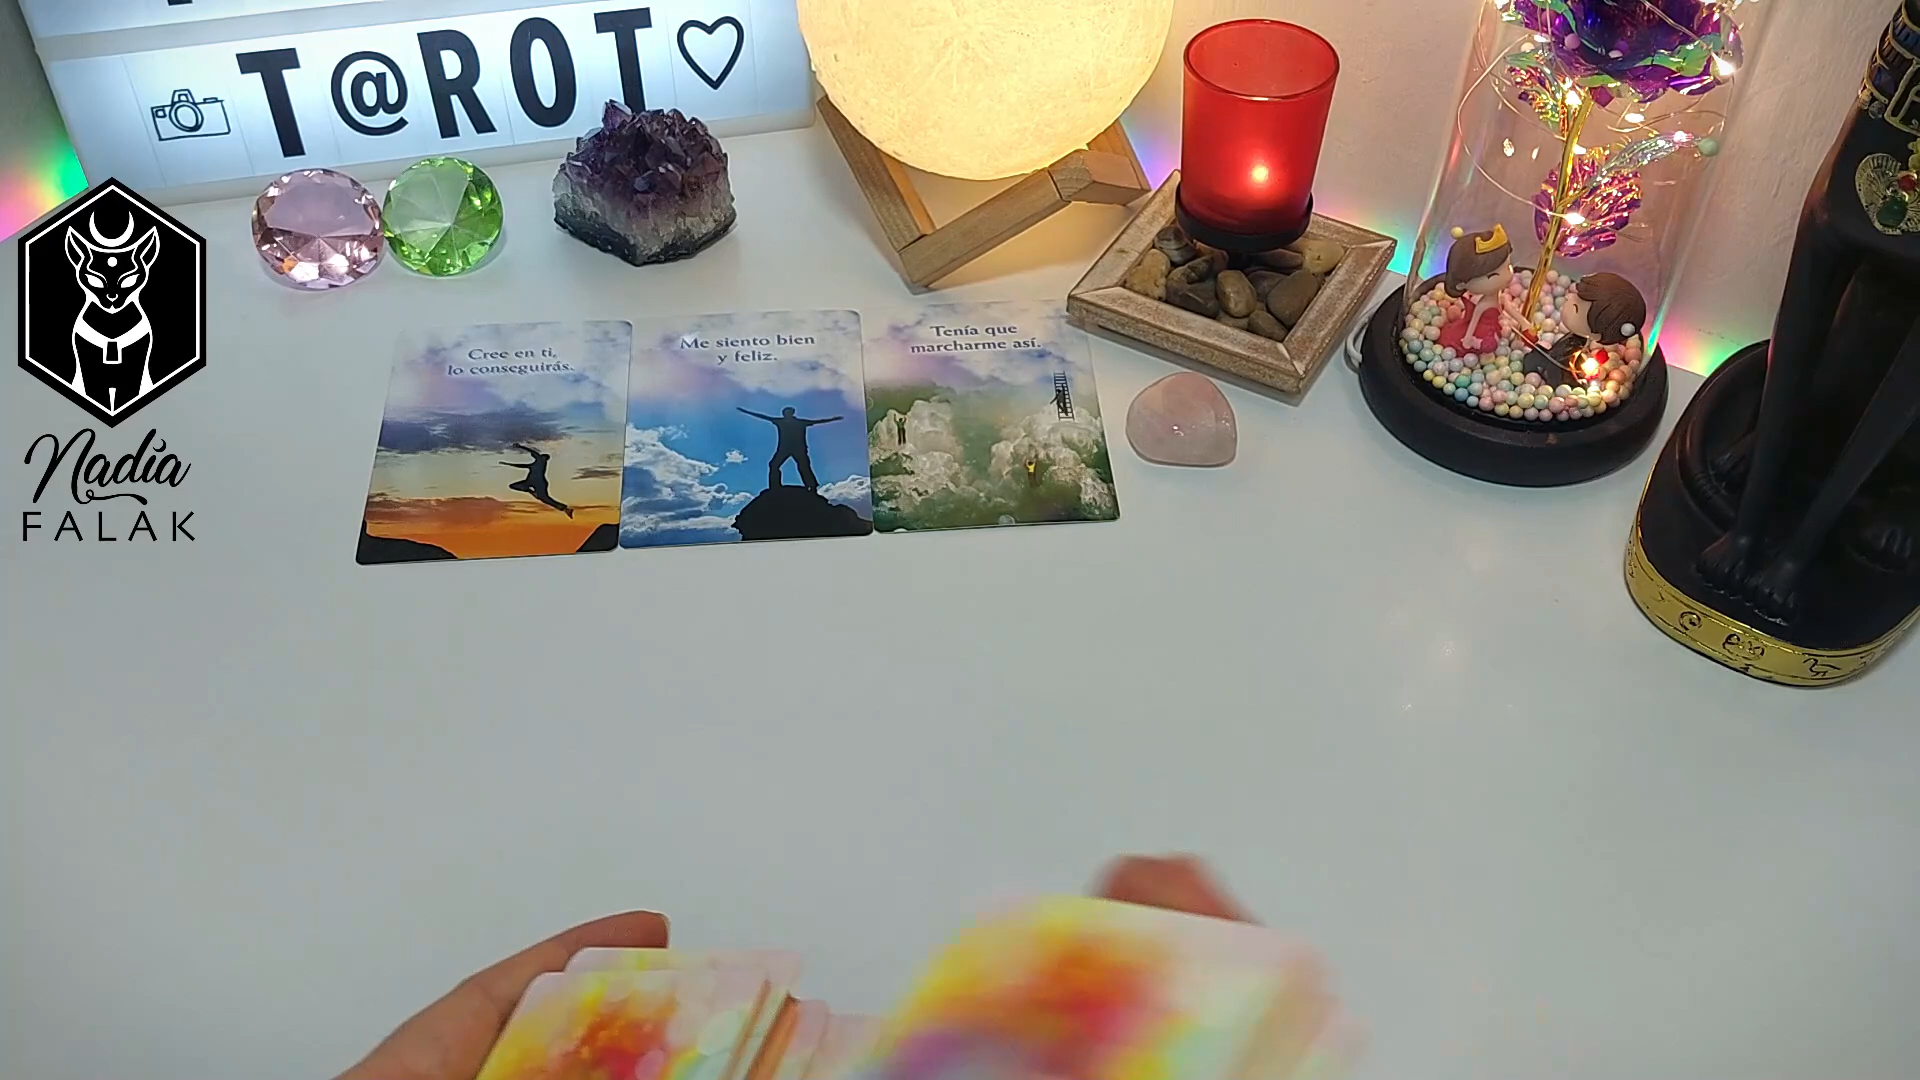 T@ROT♡
Cree en ti,
lo conseguirás.
Me siento bien
y feliz.
Tenía que
marcharme así.
Nadia
FALAK